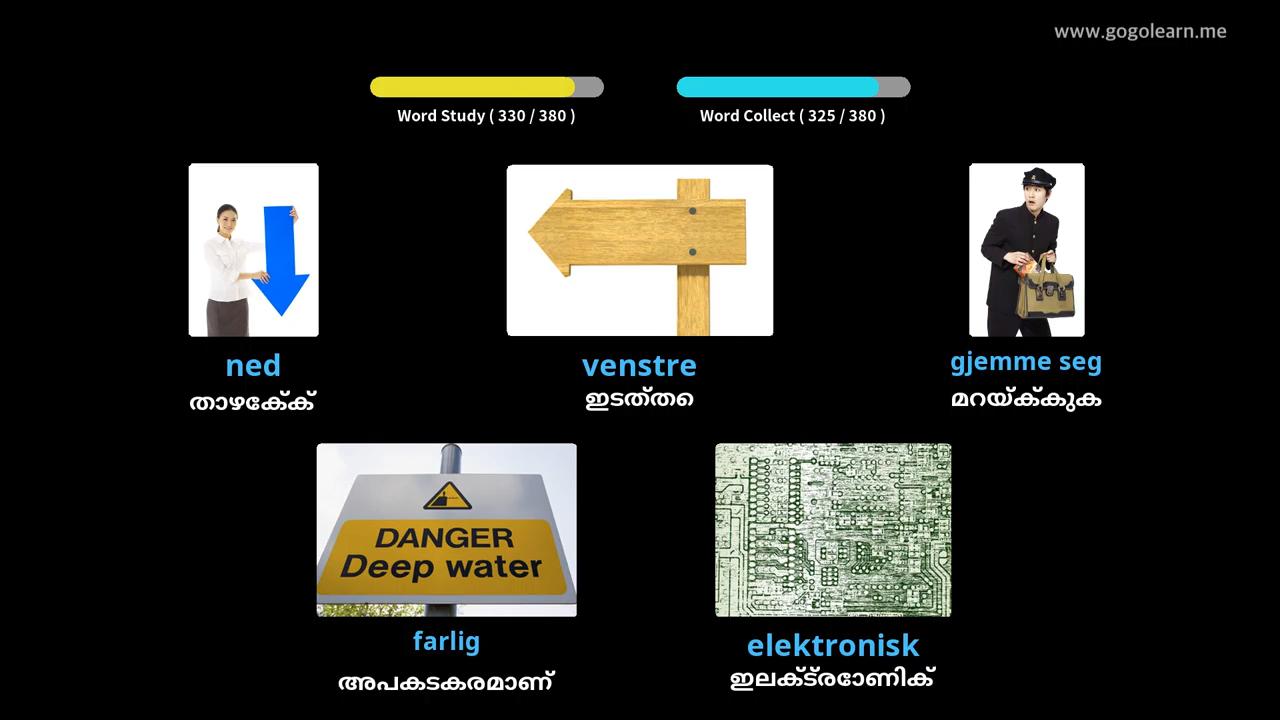 www.gogolearn.me
Word Study ( 330 / 380 )
Word Collect ( 325 / 380 )
ned
താഴേക്ക്
venstre
ഇടത്തെ
gjemme seg
മറയ്ക്കുക
DANGER
Deep water
farlig
അപകടകരമാണ്
elektronisk
ഇലക്ട്രോണിക്